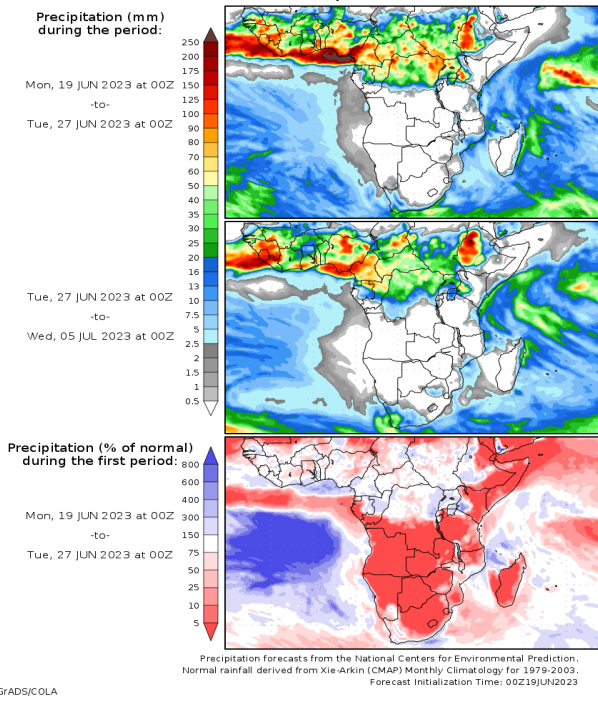 Precipitation (mm)
during the period:
Mon, 19 JUN 2023 at 00Z
-to-
Tue, 27 JUN 2023 at 00Z
250
200
175
150
125
100
90
80
70
60
50
40
35
30
25
20
16
13
10
7.5
5
2.5
2
1.5
1
0.5
Tue, 27 JUN 2023 at 00Z
-to-
Wed, 05 JUL 2023 at 00Z
Precipitation (% of normal)
during the first period:
Mon, 19 JUN 2023 at 00Z
-to-
Tue, 27 JUN 2023 at 00Z
800
600
400
300
150
75
50
25
10
5
Precipitation forecasts from the National Centers for Environmental Prediction.
Normal rainfall derived from Xie-Arkin (CMAP) Monthly Climatology for 1979-2003.
Forecast Initialization Time: 00Z19JUN2023
GrADS/COLA